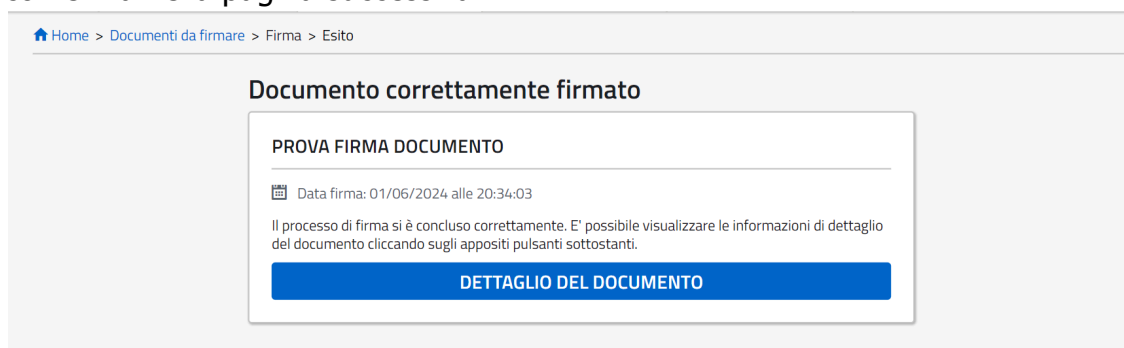 Home > Documenti da firmare > Firma > Esito
Documento correttamente firmato
PROVA FIRMA DOCUMENTO
Data firma: 01/06/2024 alle 20:34:03
Il processo di firma si è concluso correttamente. E' possibile visualizzare le informazioni di dettaglio
del documento cliccando sugli appositi pulsanti sottostanti.
DETTAGLIO DEL DOCUMENTO